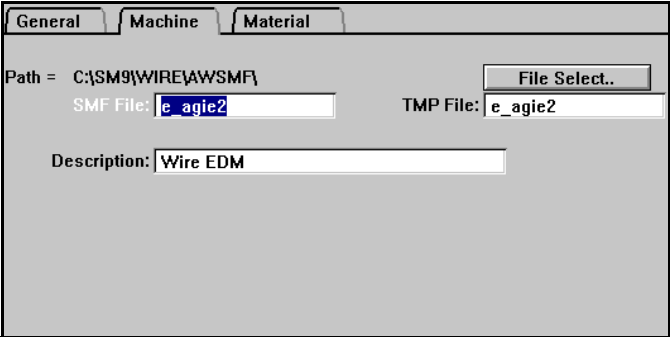 General Machine Material
Path = C:\SM9\WIRE\AWSMF\ File Select..
SMF File: e_agie2 TMP File: e_agie2
Description: Wire EDM